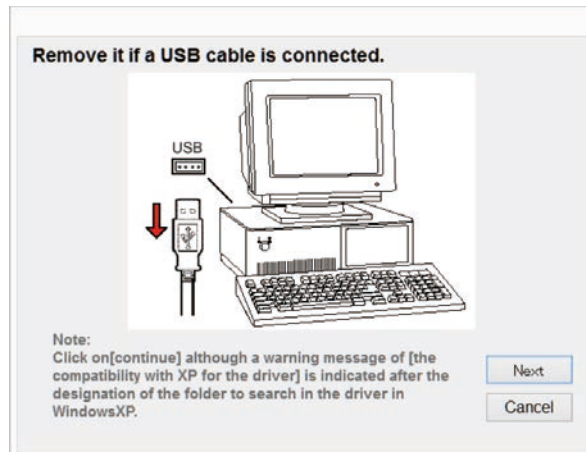 Remove it if a USB cable is connected.
USB
Note:
Click on[continue] although a warning message of [the
compatibility with XP for the driver] is indicated after the
designation of the folder to search in the driver in
WindowsXP.
Next
Cancel